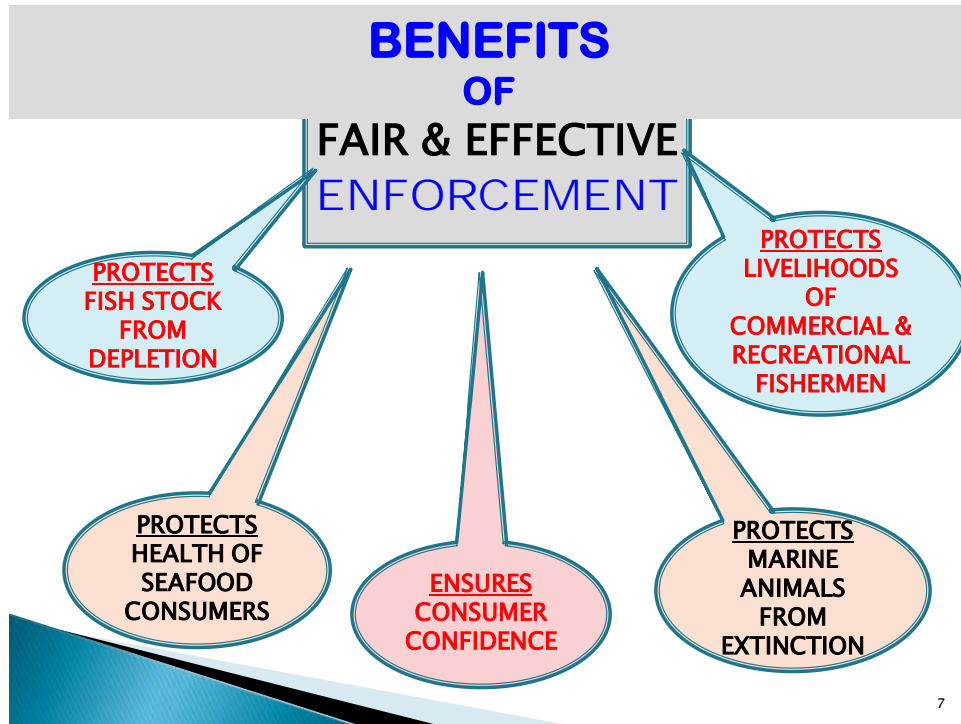 BENEFITS
OF
FAIR & EFFECTIVE
ENFORCEMENT
PROTECTS
FISH STOCK
FROM
DEPLETION
PROTECTS
LIVELIHOODS
OF
COMMERCIAL &
RECREATIONAL
FISHERMEN
PROTECTS
HEALTH OF
SEAFOOD
CONSUMERS
ENSURES
CONSUMER
CONFIDENCE
PROTECTS
MARINE
ANIMALS
FROM
EXTINCTION
7